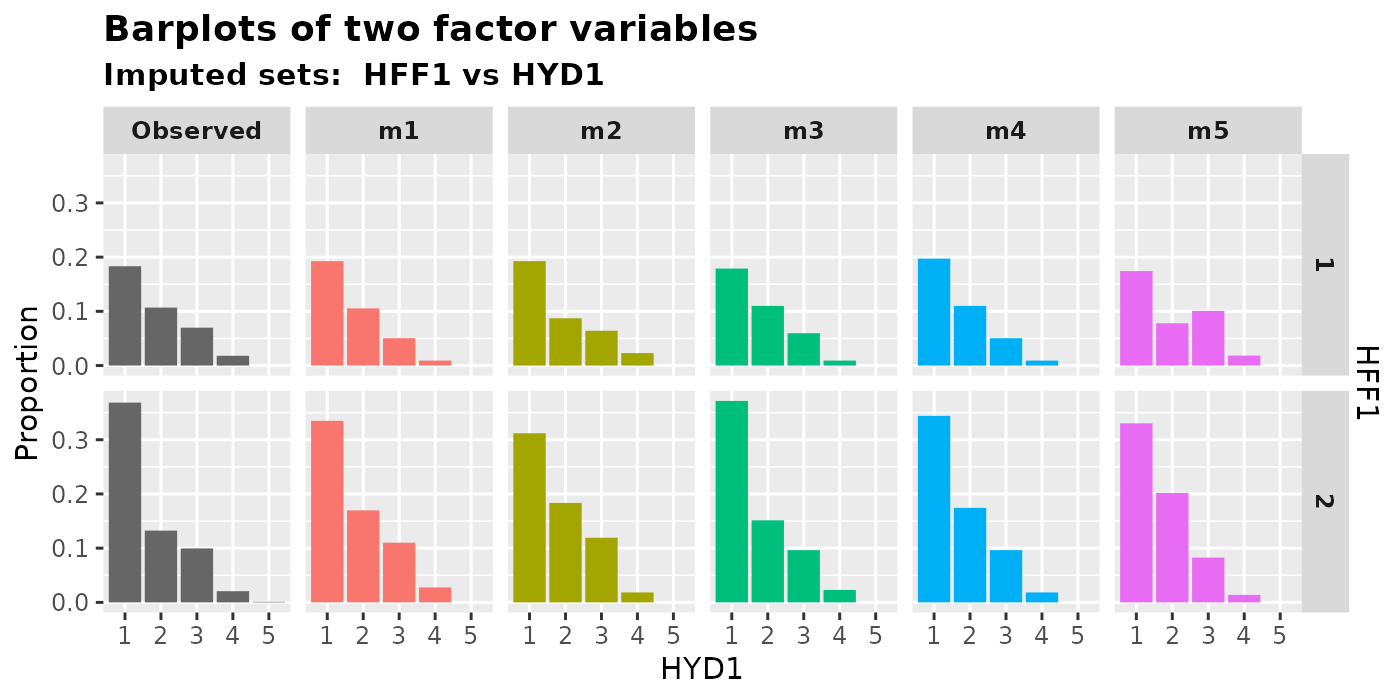 Barplots of two factor variables
Imputed sets:  HFF1 vs HYD1
Observed m1 m2 m3 m4 m5
0.3
0.2
0.1
0.0
1
0.3
0.2
0.1
0.0
2
Proportion
HFF1
1 2 3 4 5 1 2 3 4 5 1 2 3 4 5 1 2 3 4 5 1 2 3 4 5 1 2 3 4 5
HYD1